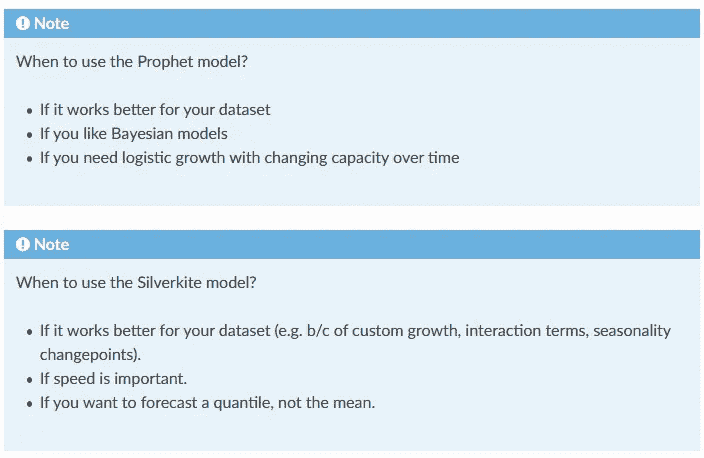 Note
When to use the Prophet model?
• If it works better for your dataset
• If you like Bayesian models
• If you need logistic growth with changing capacity over time
Note
When to use the Silverkite model?
• If it works better for your dataset (e.g. b/c of custom growth, interaction terms, seasonality
changepoints).
• If speed is important.
• If you want to forecast a quantile, not the mean.